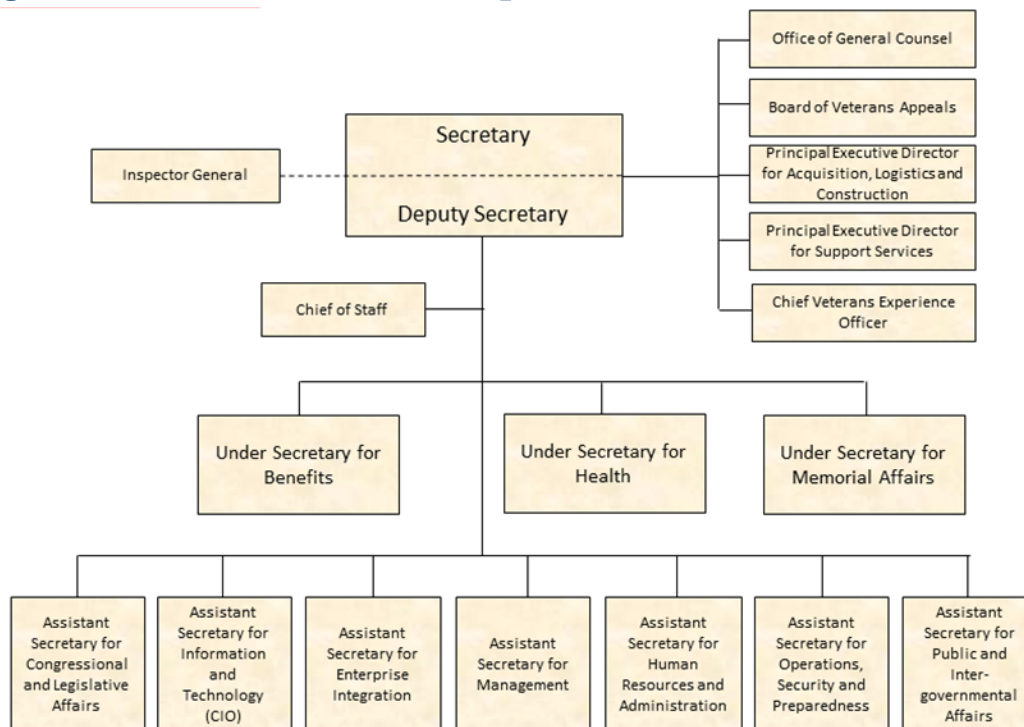 Office of General Counsel
Board of Veterans Appeals
Secretary
Principal Executive Director
for Acquisition, Logistics and
Construction
Inspector General
Deputy Secretary
Principal Executive Director
for Support Services
Chief of Staff
Chief Veterans Experience
Officer
Under Secretary for
Benefits
Under Secretary for
Health
Under Secretary for
Memorial Affairs
Assistant
Secretary for
Congressional
and Legislative
Affairs
Assistant
Secretary for
Information
and
Technology
(CIO)
Assistant
Secretary for
Enterprise
Integration
Assistant
Secretary for
Management
Assistant
Secretary for
Human
Resources and
Administration
Assistant
Secretary for
Operations,
Security and
Preparedness
Assistant
Secretary for
Public and
Inter-
governmental
Affairs